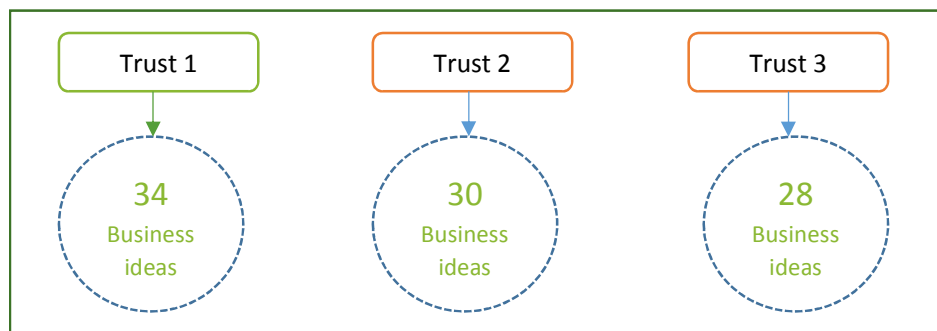 Trust 1
Trust 2
Trust 3
34
Business
ideas
30
Business
ideas
28
Business
ideas